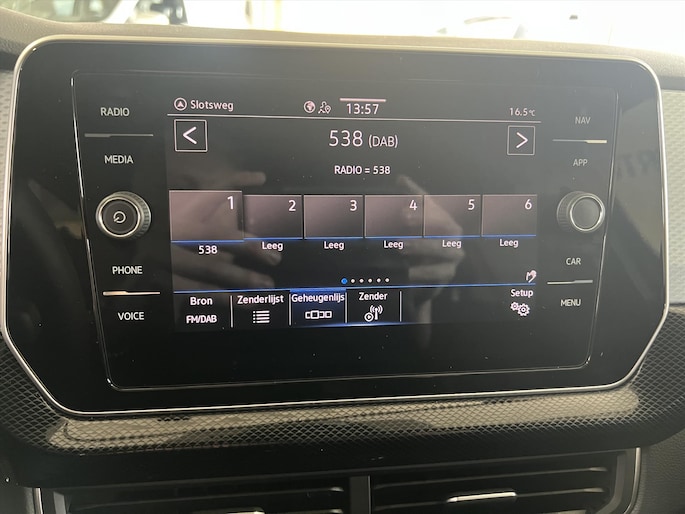 RADIO
MEDIA
PHONE
VOICE
Slotsweg
13:57
16.5°C
538 (DAB)
RADIO = 538
1 2 3 4 5 6
538 Leeg Leeg Leeg Leeg Leeg
Bron Zenderlijst Geheugenlijs Zender Setup
FM/DAB
NAV
APP
CAR
MENU